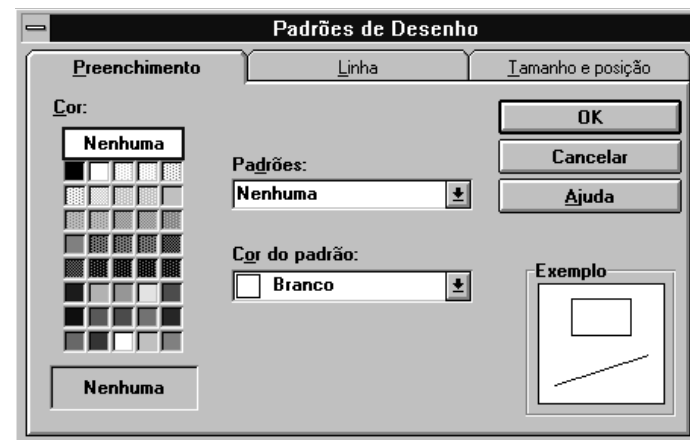 Padrões de Desenho
Preenchimento Linha Tamanho e posição
Cor:
Nenhuma
Padrões:
Nenhuma
Cor do padrão:
Branco
Nenhuma
OK
Cancelar
Ajuda
Exemplo